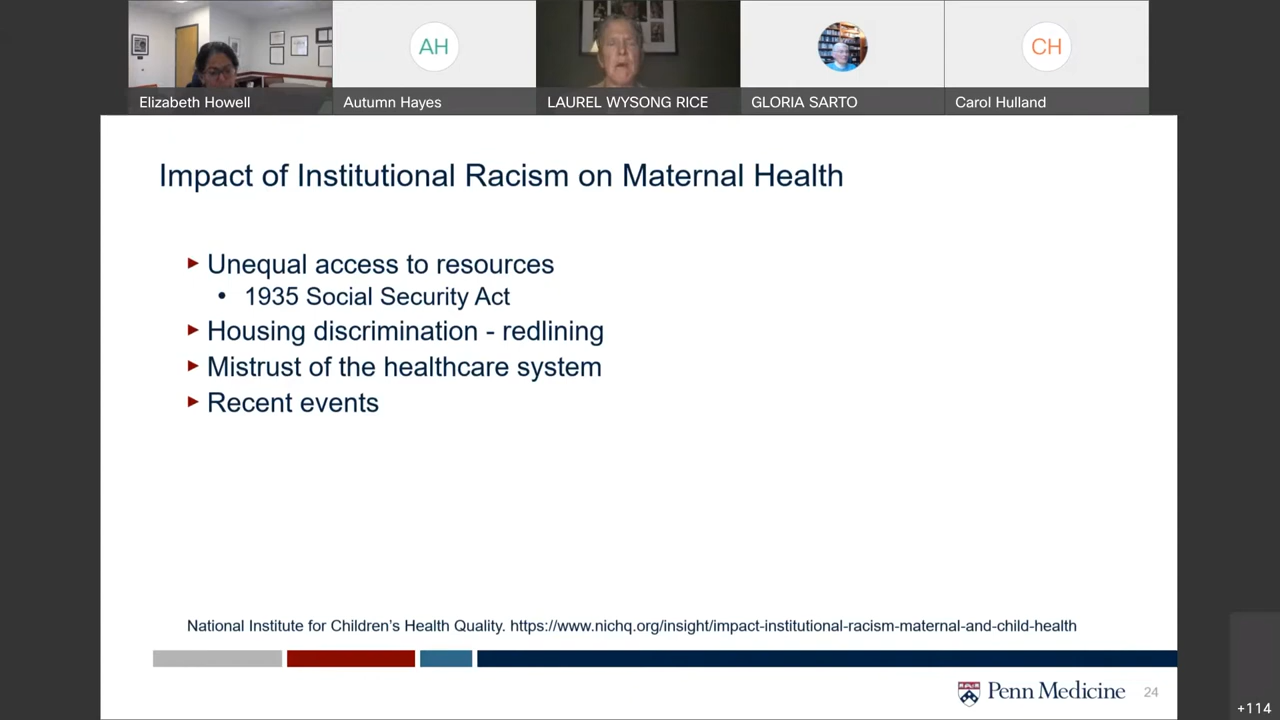 Elizabeth Howell
AH
Autumn Hayes
LAUREL WYSONG RICE
GLORIA SARTO
CH
Carol Hulland
Impact of Institutional Racism on Maternal Health
Unequal access to resources
• 1935 Social Security Act
Housing discrimination - redlining
Mistrust of the healthcare system
Recent events
National Institute for Children's Health Quality. https://www.nichq.org/insight/impact-institutional-racism-maternal-and-child-health
Penn Medicine 24
+114